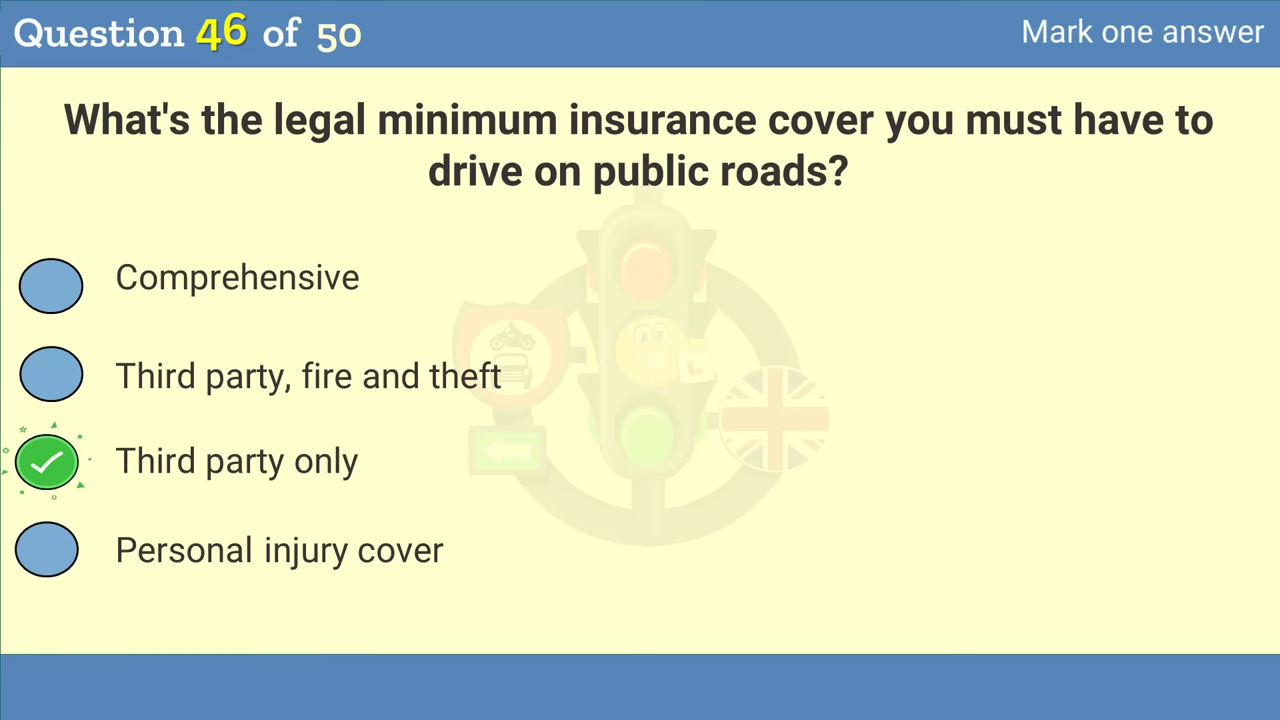 Question 46 of 50
Mark one answer
What's the legal minimum insurance cover you must have to
drive on public roads?
Comprehensive
Third party, fire and theft
Third party only
Personal injury cover